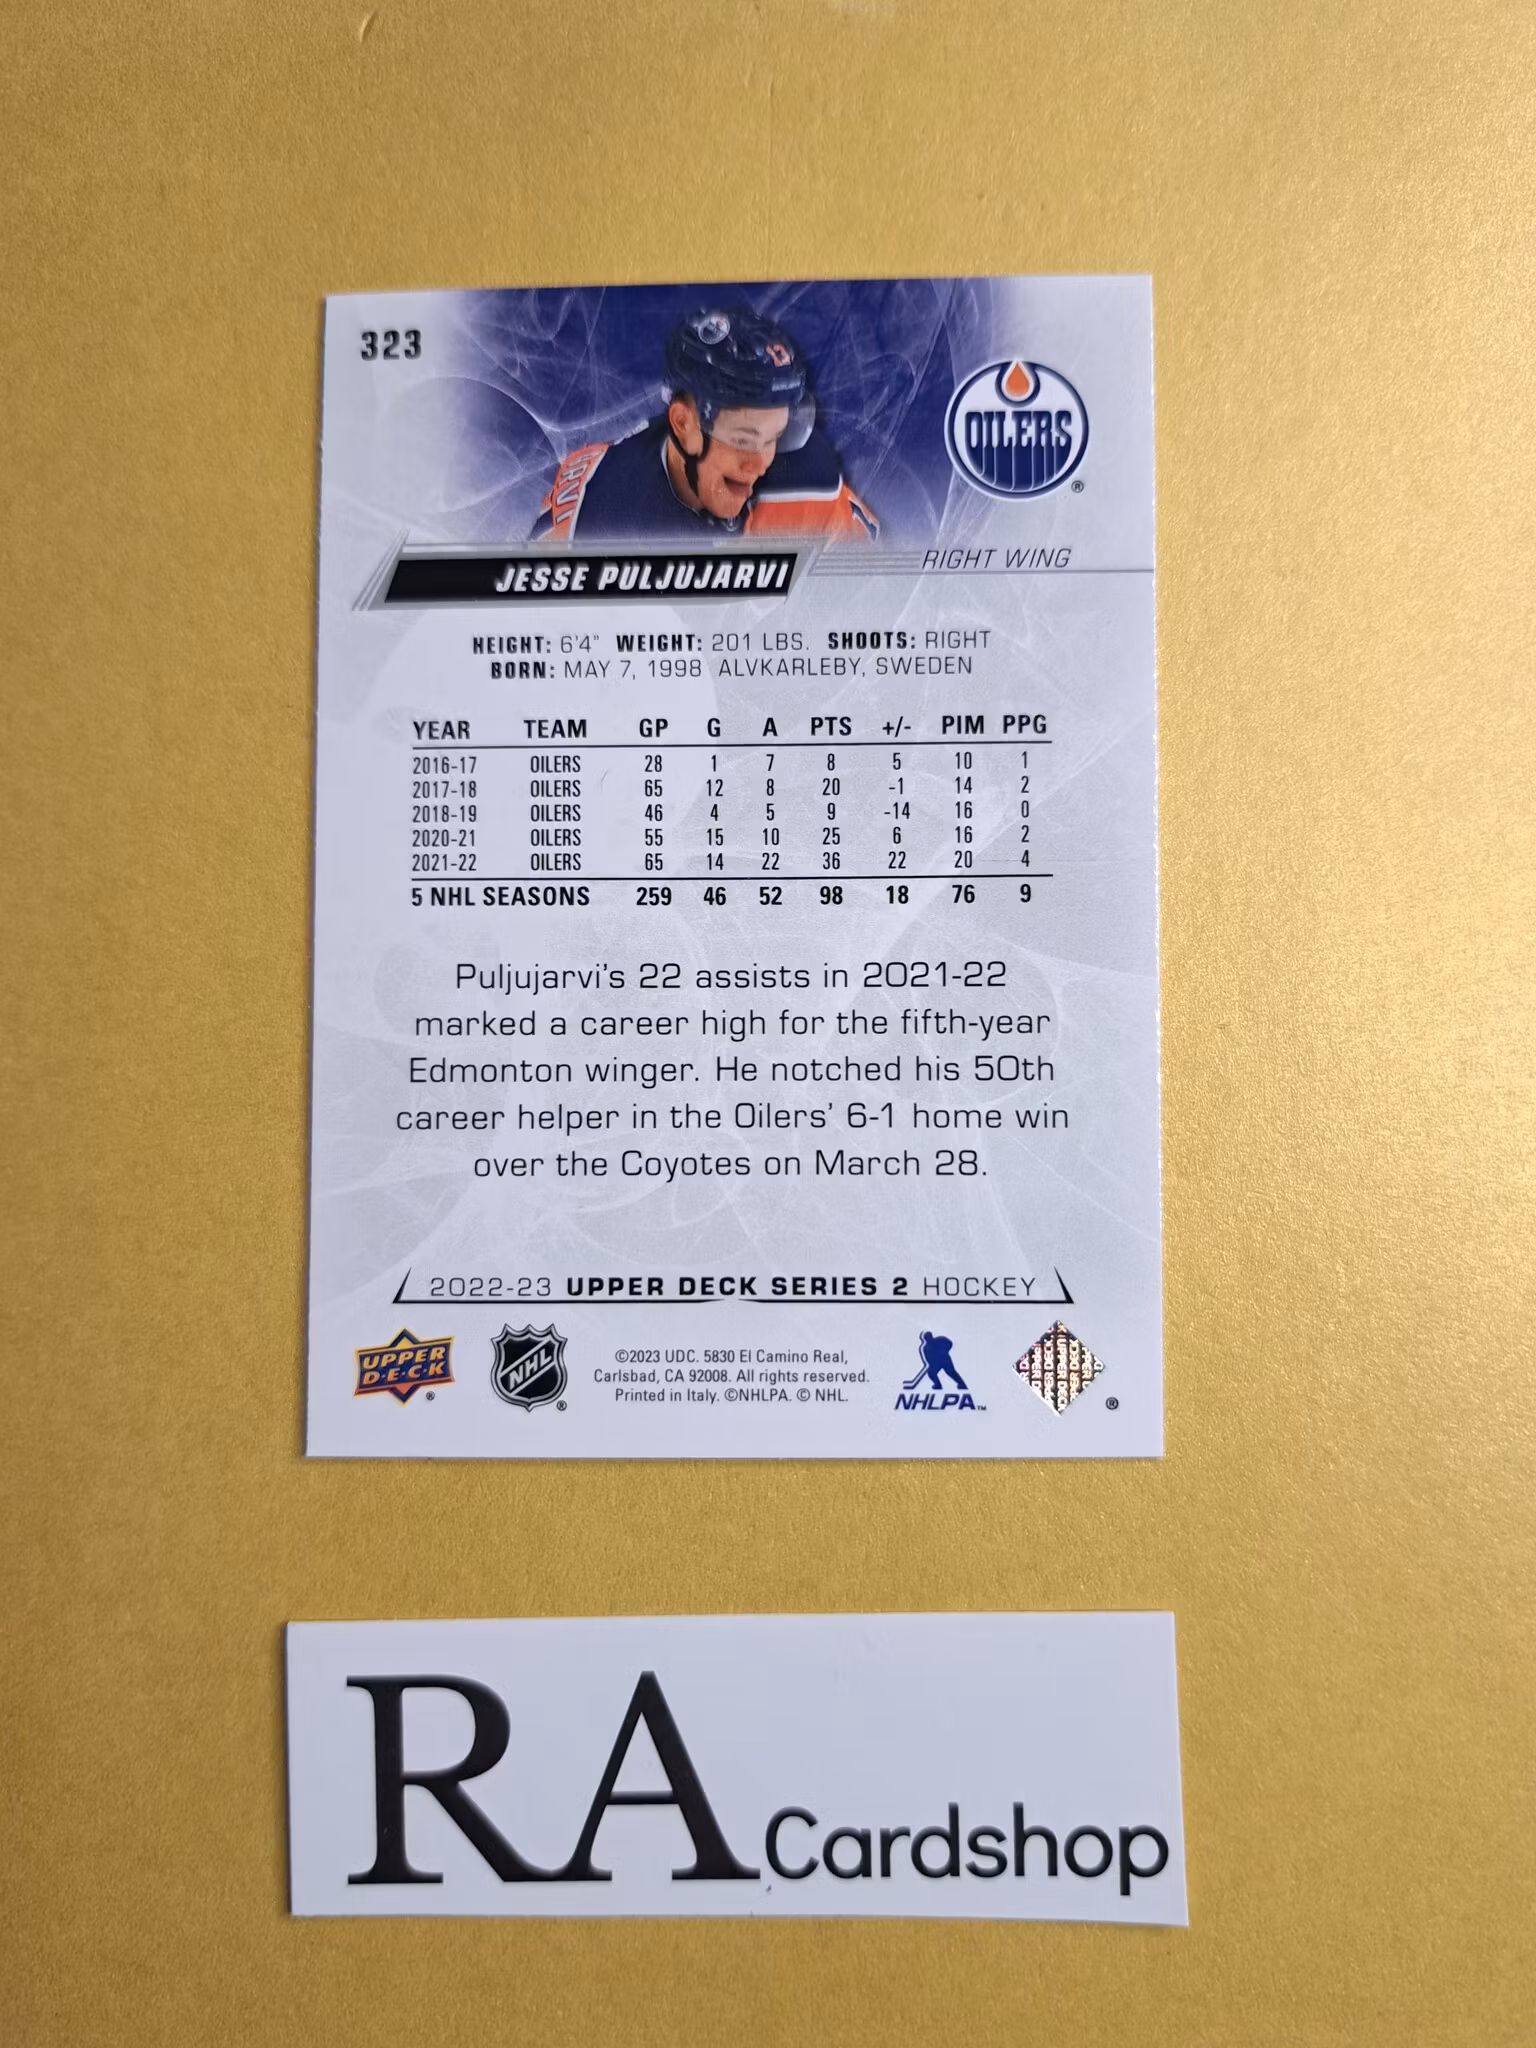 323
13
OILERS
®
JESSE PULJUJARVI
RIGHT WING
HEIGHT: 6'4" WEIGHT: 201 LBS. SHOOTS: RIGHT
BORN: MAY 7, 1998 ALVKARLEBY, SWEDEN
YEAR TEAM GP G A PTS +/- PIM PPG
2016-17 OILERS 28 1 7 8 5 10 1
2017-18 OILERS 65 12 8 20 -1 14 2
2018-19 OILERS 46 4 5 9 -14 16 0
2020-21 OILERS 55 15 10 25 6 16 2
2021-22 OILERS 65 14 22 36 22 20 4
5 NHL SEASONS 259 46 52 98 18 76 9
Puljujarvi's 22 assists in 2021-22
marked a career high for the fifth-year
Edmonton winger. He notched his 50th
career helper in the Oilers' 6-1 home win
over the Coyotes on March 28.
2022-23 UPPER DECK SERIES 2 HOCKEY
UPPER
DECK
®
NHL
®
©2023 UDC. 5830 El Camino Real,
Carlsbad, CA 92008. All rights reserved.
Printed in Italy. ©NHLPA. © NHL.
NHLPA™
®
RA Cardshop